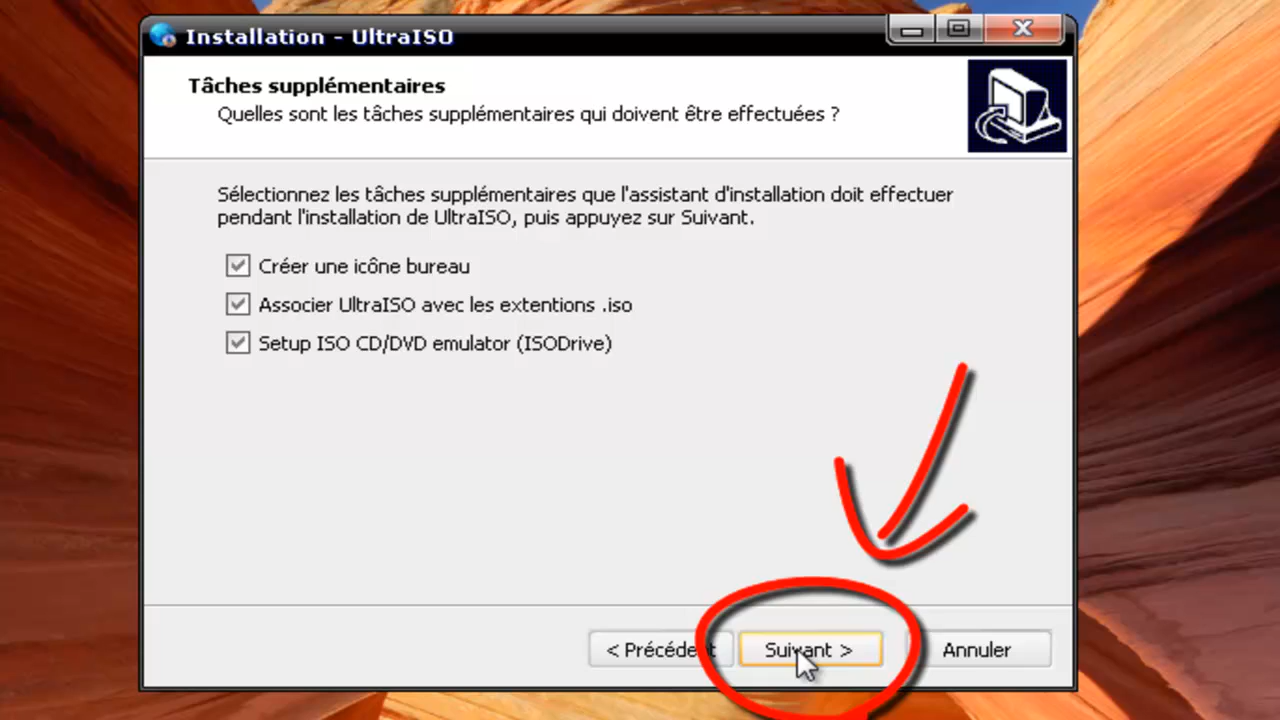 Installation - UltraISO
Tâches supplémentaires
Quelles sont les tâches supplémentaires qui doivent être effectuées ?
Sélectionnez les tâches supplémentaires que l'assistant d'installation doit effectuer
pendant l'installation de UltraISO, puis appuyez sur Suivant.
Créer une icône bureau
Associer UltraISO avec les extentions .iso
Setup ISO CD/DVD emulator (ISODrive)
< Précédent
Suivant >
Annuler